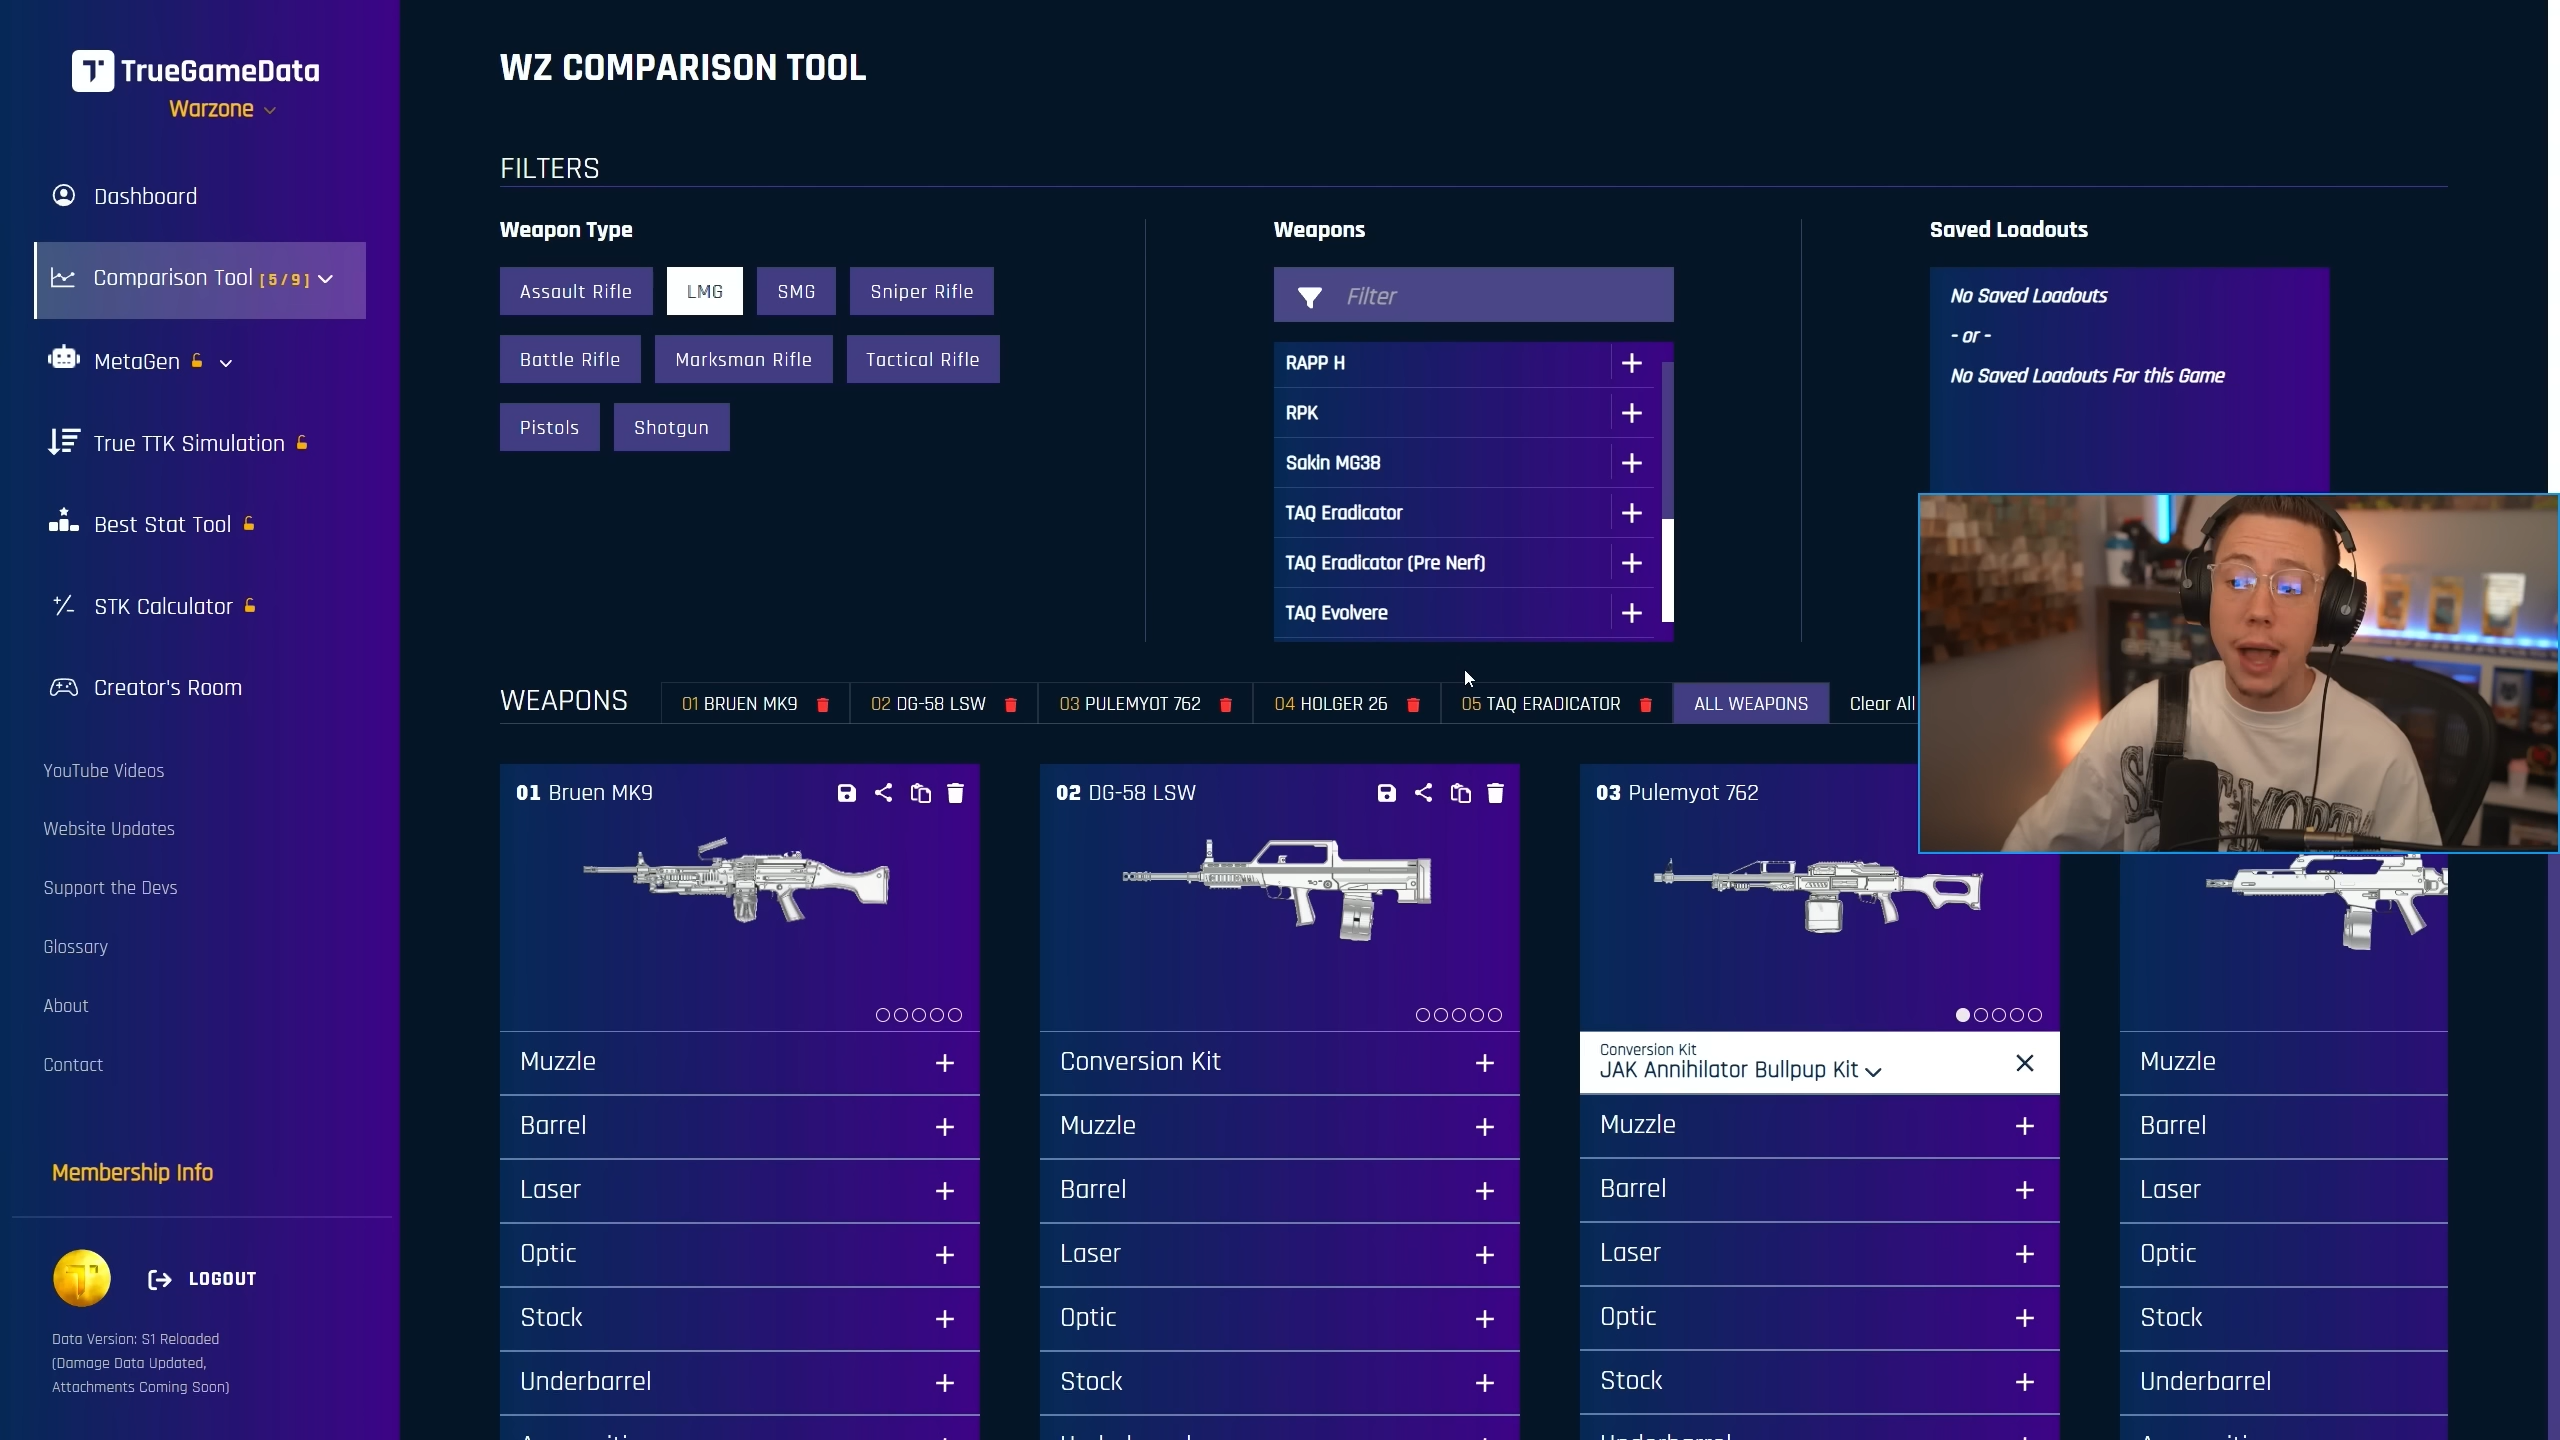 TrueGameData
Warzone
Dashboard
Comparison Tool [5/9]
MetaGen
True TTK Simulation
Best Stat Tool
STK Calculator
Creator's Room
YouTube Videos
Website Updates
Support the Devs
Glossary
About
Contact
Membership Info
LOGOUT
Data Version: S1 Reloaded
(Damage Data Updated,
Attachments Coming Soon)
WZ COMPARISON TOOL
FILTERS
Weapon Type
Assault Rifle LMG SMG Sniper Rifle
Battle Rifle Marksman Rifle Tactical Rifle
Pistols Shotgun
Weapons
Filter
RAPP H
RPK
Sakin MG38
TAQ Eradicator
TAQ Eradicator (Pre Nerf)
TAQ Evolvere
Saved Loadouts
No Saved Loadouts
- or -
No Saved Loadouts For this Game
WEAPONS 01 BRUEN MK9 02 DG-58 LSW 03 PULEMYOT 762 04 HOLGER 26 05 TAQ ERADICATOR ALL WEAPONS Clear All
01 Bruen MK9
Muzzle
Barrel
Laser
Optic
Stock
Underbarrel
02 DG-58 LSW
Conversion Kit
Muzzle
Barrel
Laser
Optic
Stock
03 Pulemyot 762
Conversion Kit
JAK Annihilator Bullpup Kit
Muzzle
Barrel
Laser
Optic
Stock
Muzzle
Barrel
Laser
Optic
Stock
Underbarrel